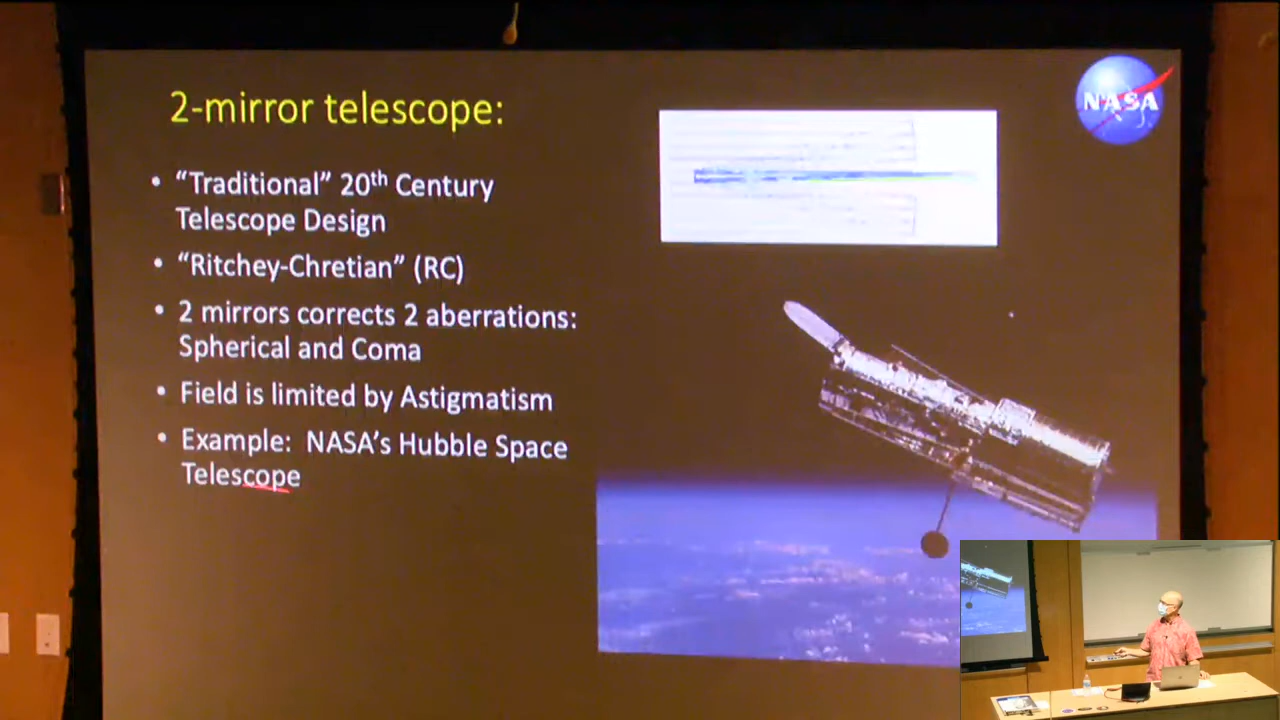 2-mirror telescope:
NASA
• “Traditional” 20th Century
Telescope Design
• “Ritchey-Chretian” (RC)
• 2 mirrors corrects 2 aberrations:
Spherical and Coma
• Field is limited by Astigmatism
• Example: NASA’s Hubble Space
Telescope